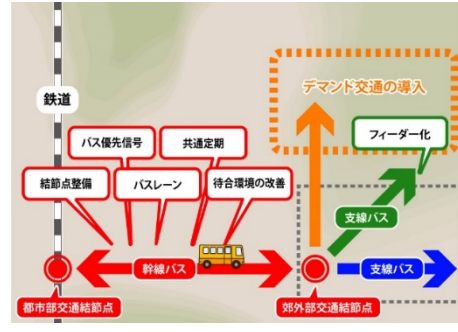 デマンド交通の導入
鉄道
フィーダー化
バス優先信号
共通定期
結節点整備
バスレーン
待合環境の改善
支線バス
幹線バス
支線バス
都市部交通結節点
郊外部交通結節点